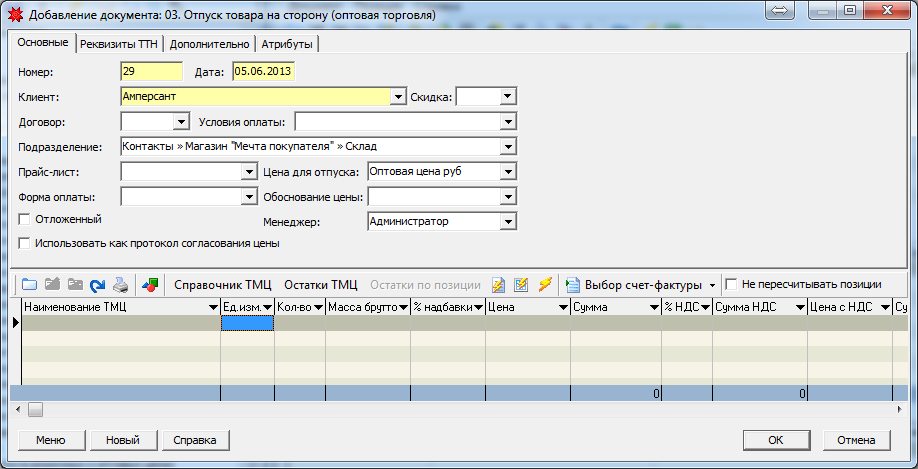 Добавление документа: 03. Отпуск товара на сторону (оптовая торговля)
Основные Реквизиты ТТН Дополнительно Атрибуты
Номер: 29 Дата: 05.06.2013
Клиент: Амперсант Скидка:
Договор: Условия оплаты:
Подразделение: Контакты » Магазин "Мечта покупателя" » Склад
Прайс-лист: Цена для отпуска: Оптовая цена руб
Форма оплаты: Обоснование цены:
Отложенный Менеджер: Администратор
Использовать как протокол согласования цены
Справочник ТМЦ Остатки ТМЦ Остатки по позиции Выбор счет-фактуры Не пересчитывать позиции
Наименование ТМЦ Ед.изм. Кол-во Масса брутто % надбавки Цена Сумма % НДС Сумма НДС Цена с НДС Су
0 0
Меню Новый Справка OK Отмена